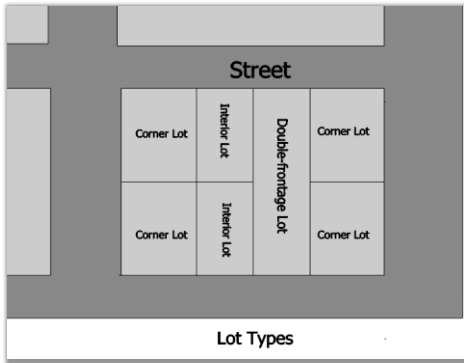 Street
Corner Lot
Interior Lot
Double-frontage Lot
Corner Lot
Corner Lot
Interior Lot
Corner Lot
Lot Types